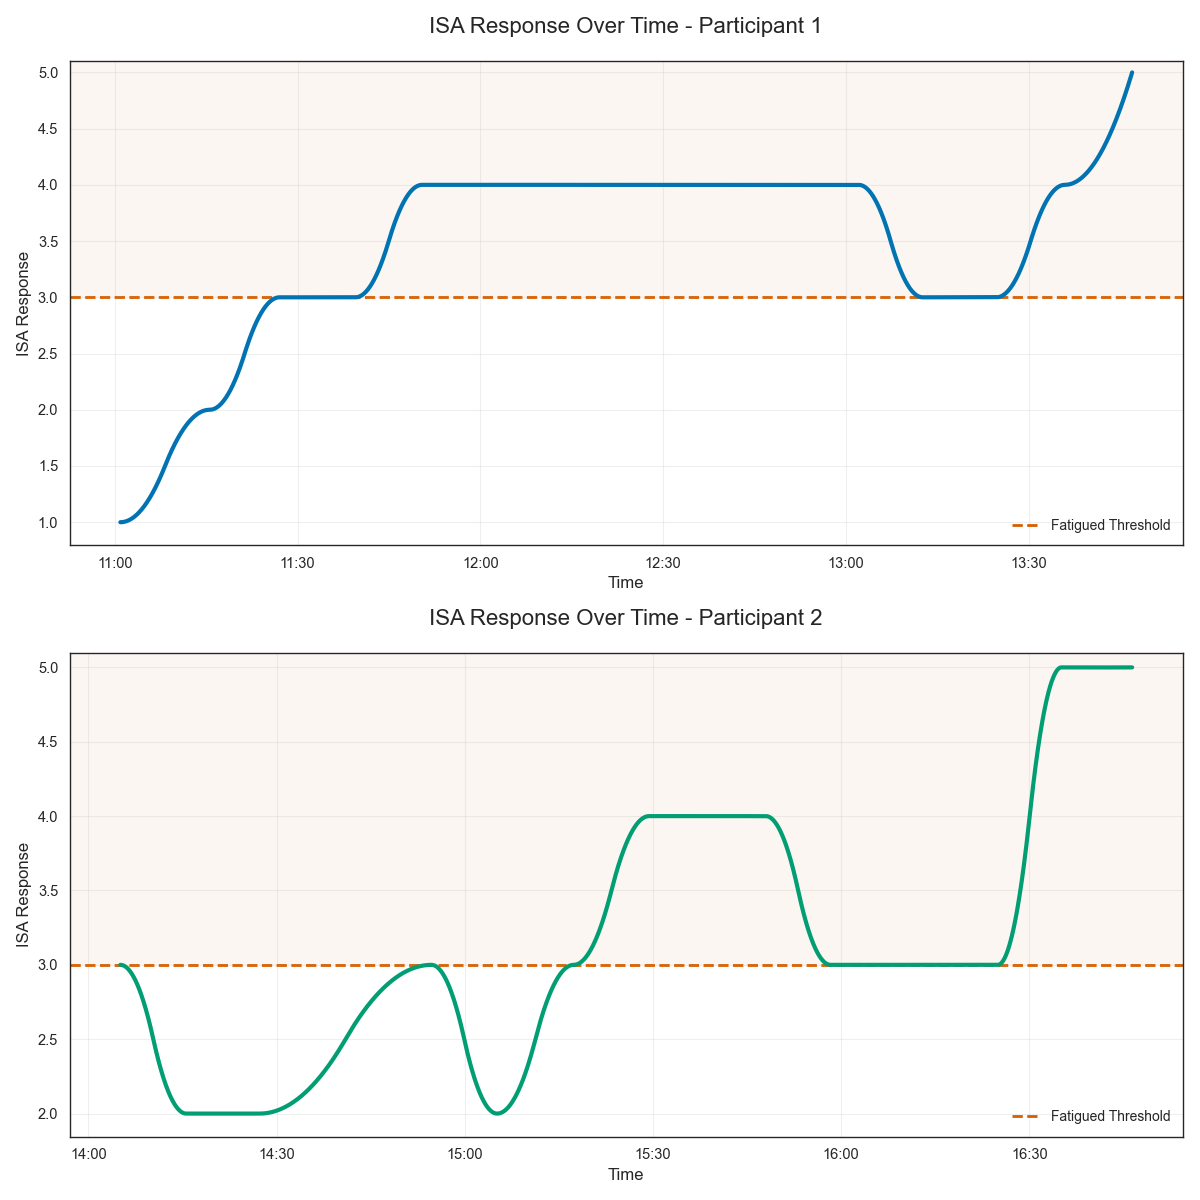 ISA Response Over Time - Participant 1
5.0
4.5
4.0
3.5
3.0
2.5
2.0
1.5
1.0
ISA Response
Fatigued Threshold
11:00 11:30 12:00 12:30 13:00 13:30
Time
ISA Response Over Time - Participant 2
5.0
4.5
4.0
3.5
3.0
2.5
2.0
ISA Response
Fatigued Threshold
14:00 14:30 15:00 15:30 16:00 16:30
Time